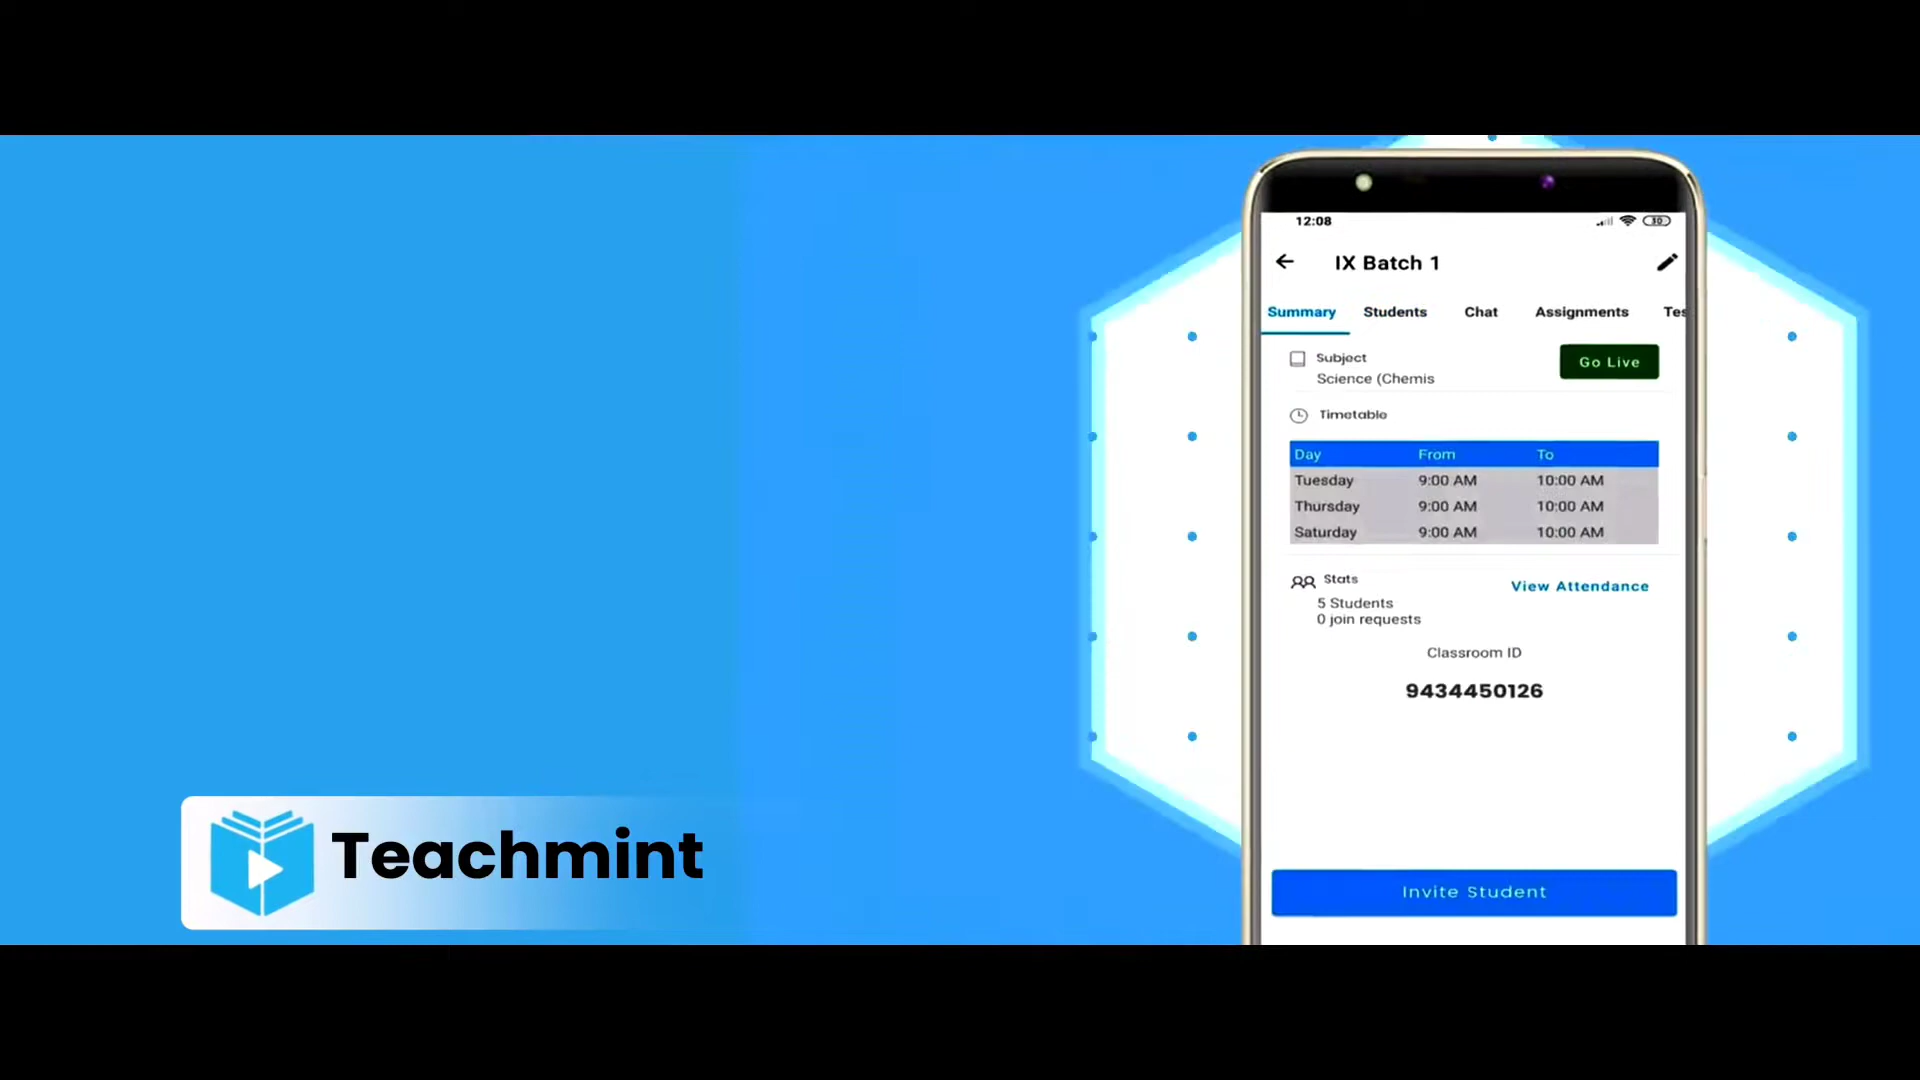 Teachmint
12:08
30
IX Batch 1
Summary Students Chat Assignments Tes
Subject
Science (Chemis
Go Live
Timetable
Day From To
Tuesday 9:00 AM 10:00 AM
Thursday 9:00 AM 10:00 AM
Saturday 9:00 AM 10:00 AM
Stats
View Attendance
5 Students
0 join requests
Classroom ID
9434450126
Invite Student